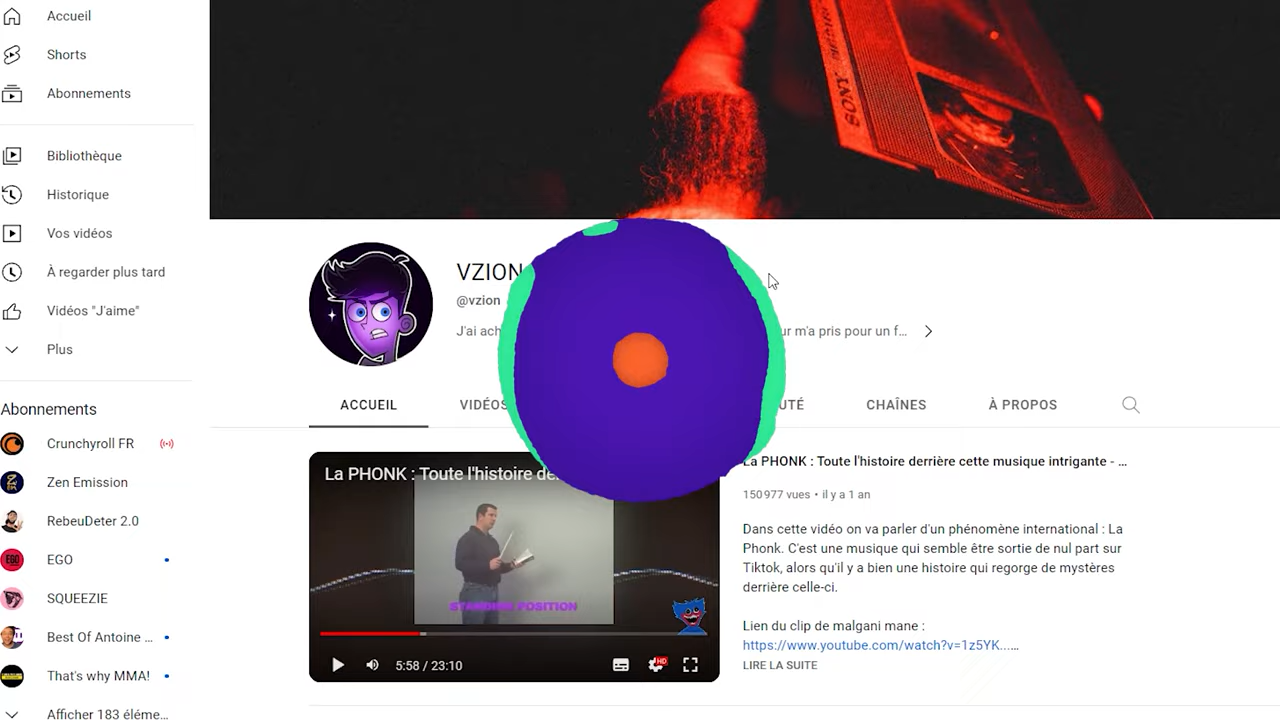 Accueil
Shorts
Abonnements
Bibliothèque
Historique
Vos vidéos
À regarder plus tard
Vidéos "J'aime"
Plus
Abonnements
Crunchyroll FR
Zen Emission
RebeuDeter 2.0
EGO
SQUEEZIE
Best Of Antoine ...
That's why MMA!
Afficher 183 éléme...
SONY
VZION
@vzion
J'ai ach
ur m'a pris pour un f...
ACCUEIL
VIDÉOS
UTÉ
CHAÎNES
À PROPOS
La PHONK : Toute l'histoire de
STANDING POSITION
5:58 / 23:10
HD
La PHONK : Toute l'histoire derrière cette musique intrigante - ...
150 977 vues • il y a 1 an
Dans cette vidéo on va parler d'un phénomène international : La
Phonk. C'est une musique qui semble être sortie de nul part sur
Tiktok, alors qu'il y a bien une histoire qui regorge de mystères
derrière celle-ci.
Lien du clip de malgani mane :
https://www.youtube.com/watch?v=1z5YK...…
LIRE LA SUITE